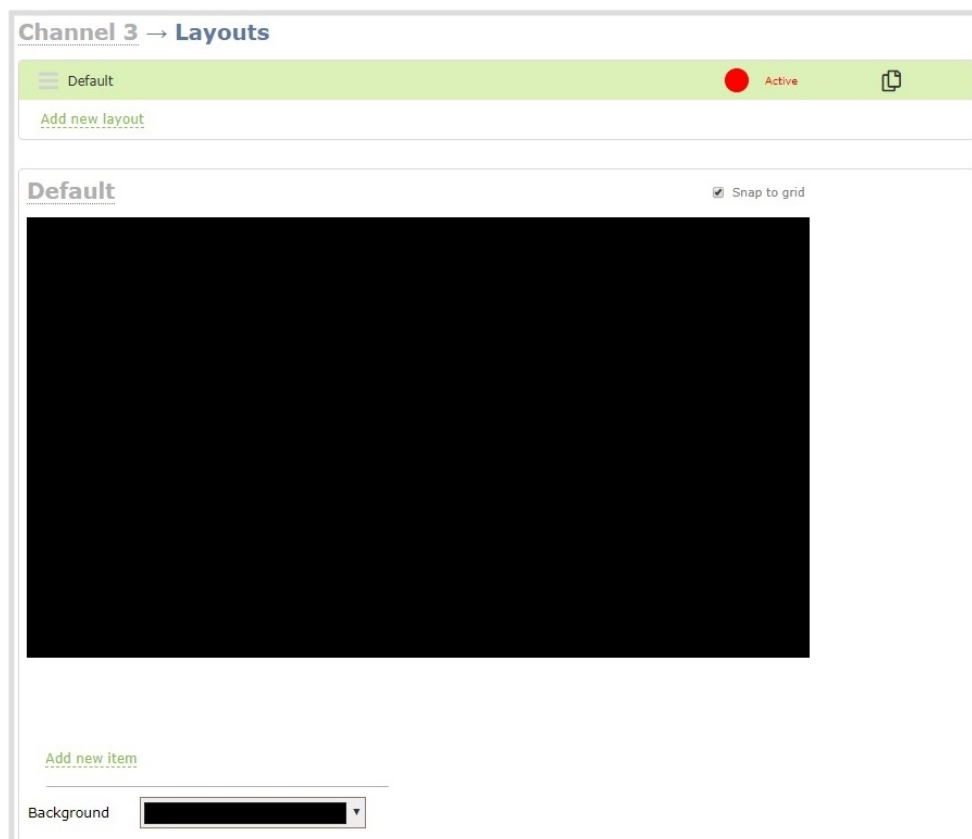 Channel 3 → Layouts
Default Active
Add new layout
Default Snap to grid
Add new item
Background